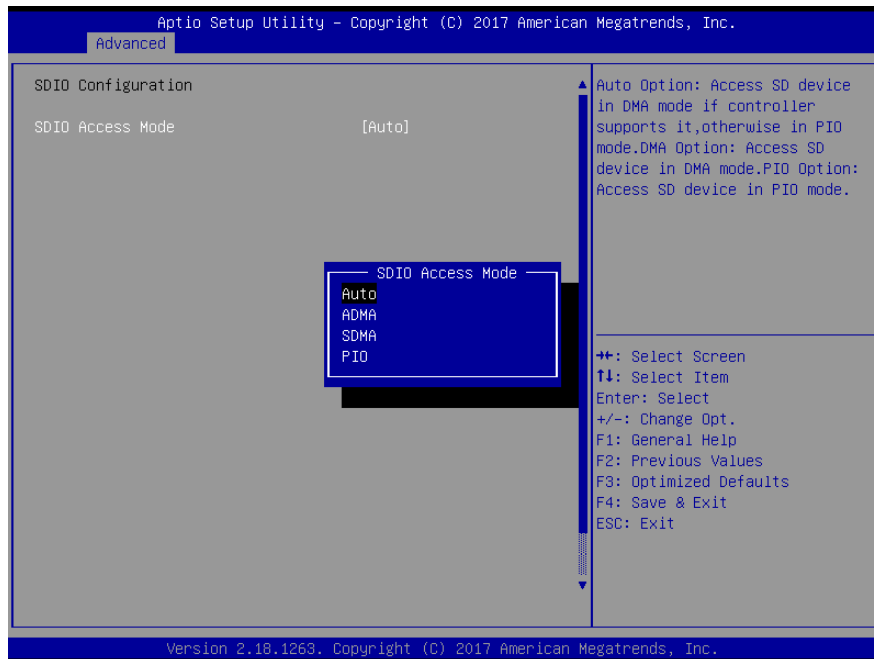 Aptio Setup Utility – Copyright (C) 2017 American Megatrends, Inc.
Advanced
SDIO Configuration
SDIO Access Mode [Auto]
Auto Option: Access SD device
in DMA mode if controller
supports it,otherwise in PIO
mode.DMA Option: Access SD
device in DMA mode.PIO Option:
Access SD device in PIO mode.
SDIO Access Mode
Auto
ADMA
SDMA
PIO
→←: Select Screen
↑↓: Select Item
Enter: Select
+/-: Change Opt.
F1: General Help
F2: Previous Values
F3: Optimized Defaults
F4: Save & Exit
ESC: Exit
Version 2.18.1263. Copyright (C) 2017 American Megatrends, Inc.